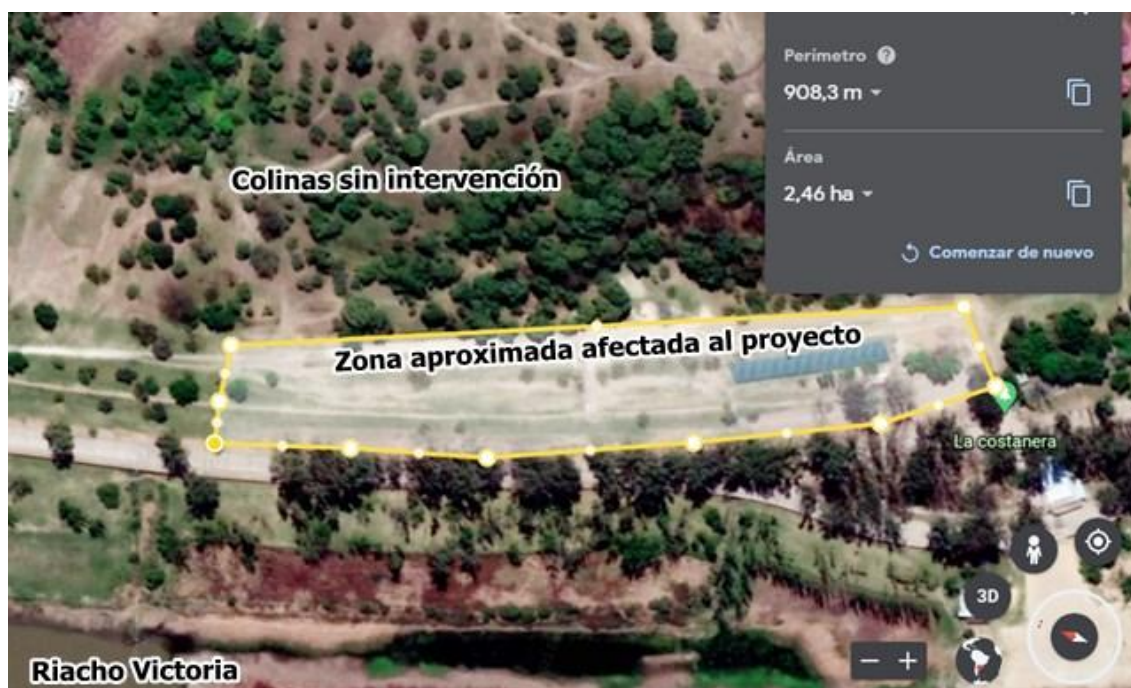 Perímetro ?
908,3 m
Colinas sin intervención
Área
2,46 ha
Comenzar de nuevo
Zona aproximada afectada al proyecto
La costanera
3D
Riacho Victoria